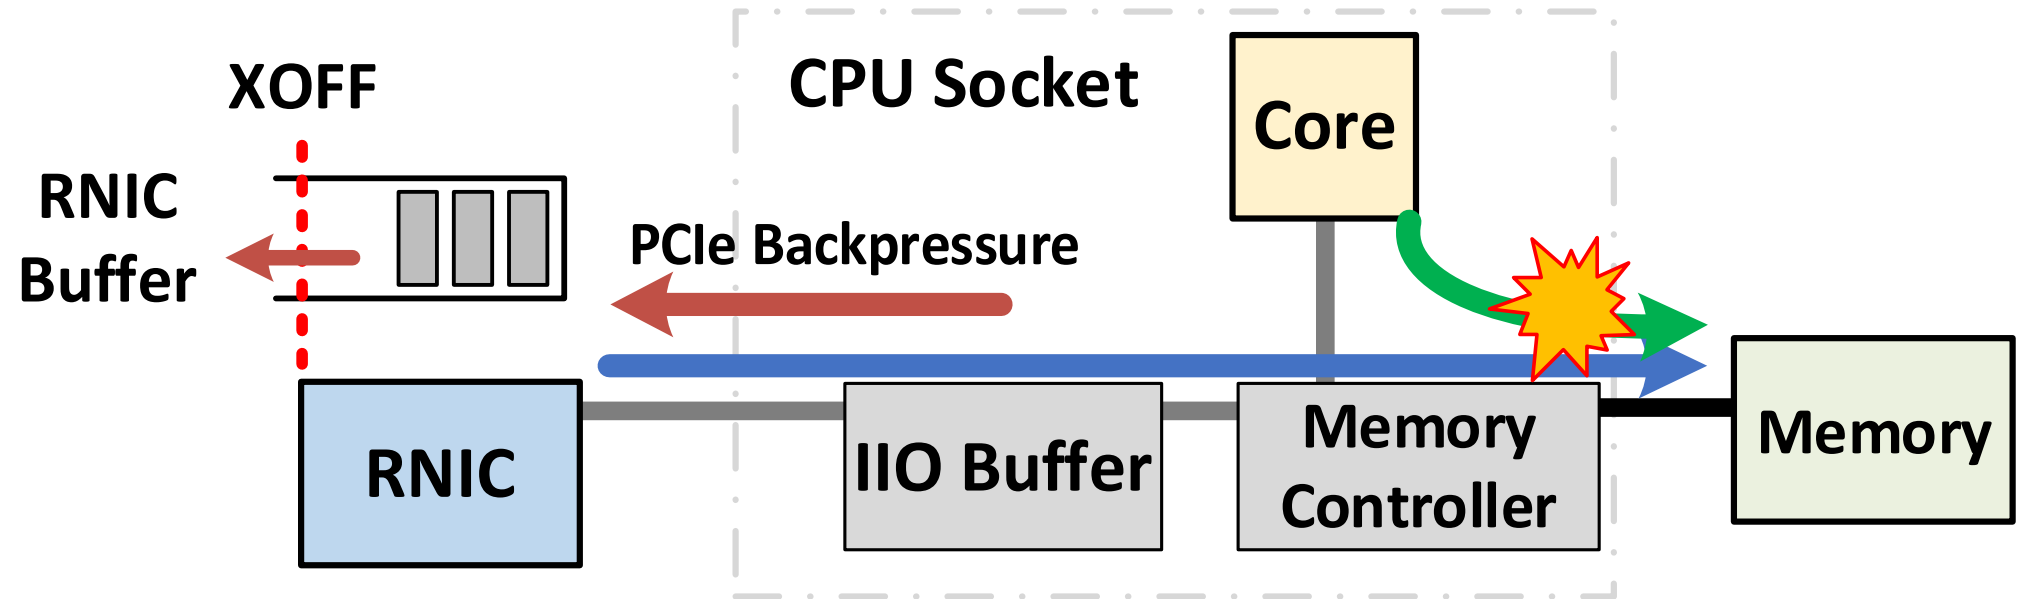 XOFF
RNIC
Buffer
CPU Socket
Core
PCIe Backpressure
RNIC
IIO Buffer
Memory
Controller
Memory